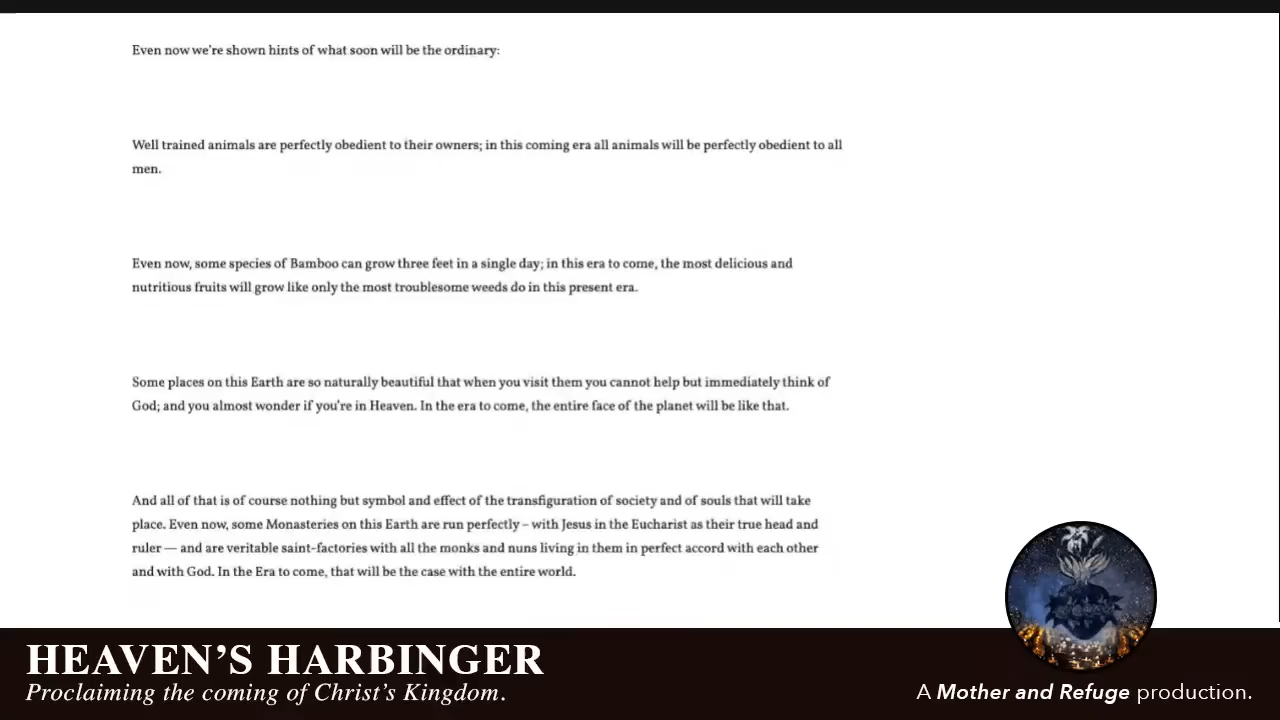 Even now we're shown hints of what soon will be the ordinary:
Well trained animals are perfectly obedient to their owners; in this coming era all animals will be perfectly obedient to all
men.
Even now, some species of Bamboo can grow three feet in a single day; in this era to come, the most delicious and
nutritious fruits will grow like only the most troublesome weeds do in this present era.
Some places on this Earth are so naturally beautiful that when you visit them you cannot help but immediately think of
God; and you almost wonder if you're in Heaven. In the era to come, the entire face of the planet will be like that.
And all of that is of course nothing but symbol and effect of the transfiguration of society and of souls that will take
place. Even now, some Monasteries on this Earth are run perfectly – with Jesus in the Eucharist as their true head and
ruler — and are veritable saint-factories with all the monks and nuns living in them in perfect accord with each other
and with God. In the Era to come, that will be the case with the entire world.
HEAVEN’S HARBINGER
Proclaiming the coming of Christ’s Kingdom.
A Mother and Refuge production.